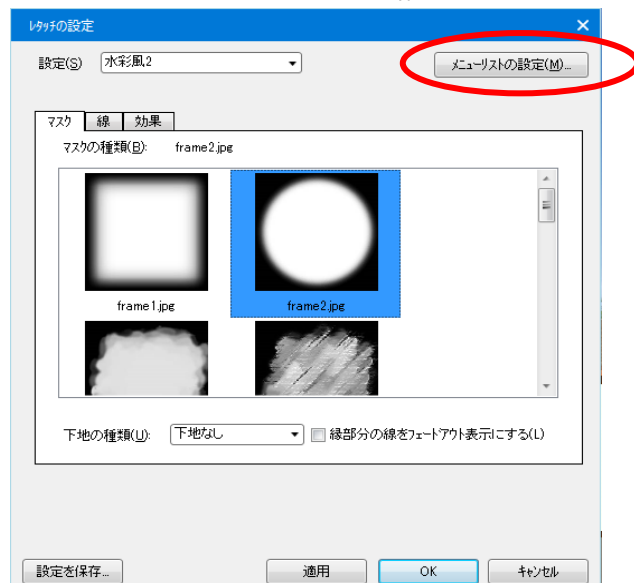 ﾚﾀｯﾁの設定
設定(S) 水彩風2 ﾒﾆｭｰﾘｽﾄの設定(M)...
ﾏｽｸ 線 効果
ﾏｽｸの種類(B): frame2.jpg
frame1.jpg frame2.jpg
下地の種類(U): 下地なし 縁部分の線をﾌｪｰﾄﾞｱｳﾄ表示にする(L)
設定を保存... 適用 OK ｷｬﾝｾﾙ